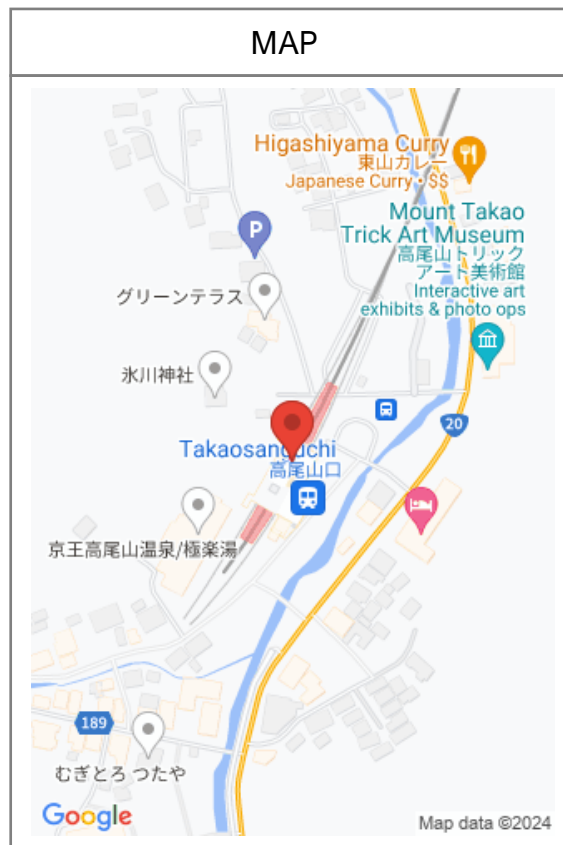 MAP
Higashiyama Curry
東山カレー
Japanese Curry・$$
Mount Takao
Trick Art Museum
高尾山トリック
アート美術館
Interactive art
exhibits & photo ops
P
グリーンテラス
氷川神社
20
Takaosanguchi
高尾山口
京王高尾山温泉/極楽湯
189
むぎとろ つたや
Google
Map data ©2024